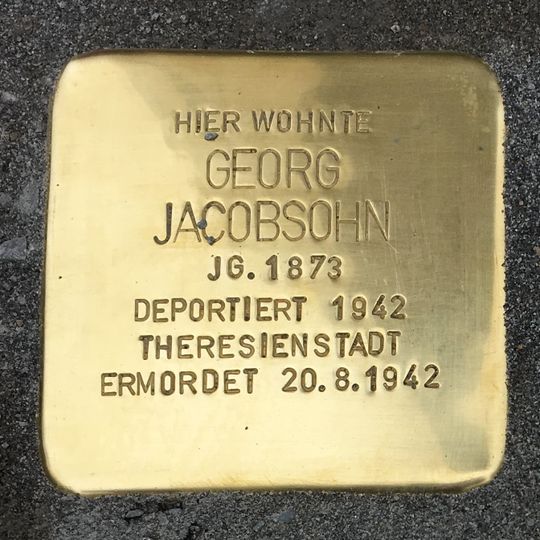 HIER WOHNTE
GEORG
JACOBSOHN
JG. 1873
DEPORTIERT 1942
THERESIENSTADT
ERMORDET 20.8.1942